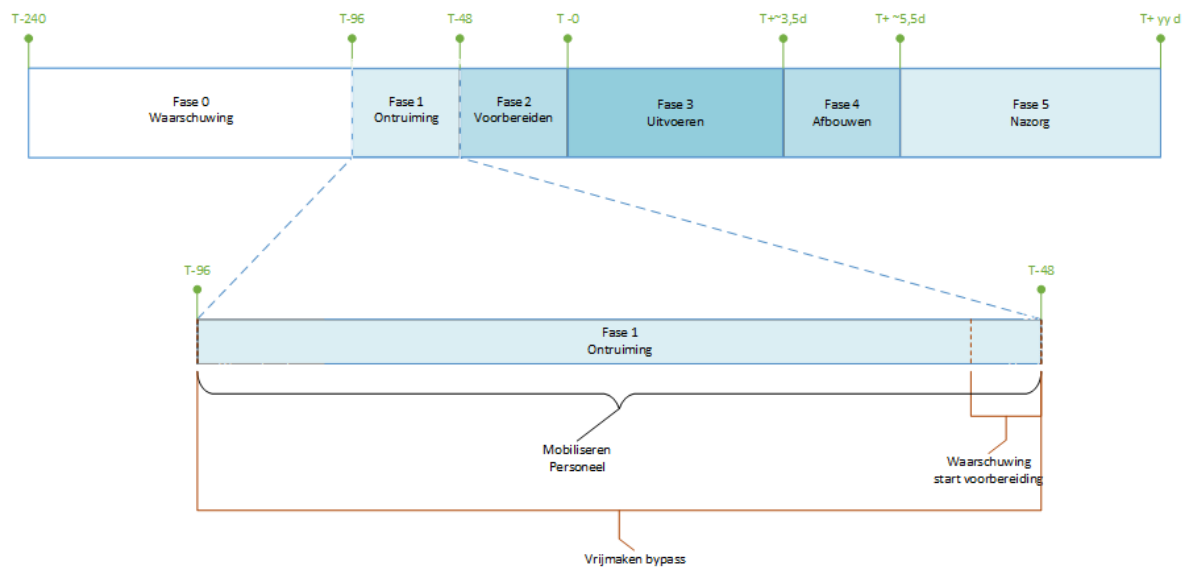 T-240
T-96
T-48
T -0
T+~3,5d
T+ ~5,5d
T+ yy d
Fase 0
Waarschuwing
Fase 1
Ontruiming
Fase 2
Voorbereiden
Fase 3
Uitvoeren
Fase 4
Afbouwen
Fase 5
Nazorg
T-96
T-48
Fase 1
Ontruiming
Mobiliseren
Personeel
Waarschuwing
start voorbereiding
Vrijmaken bypass